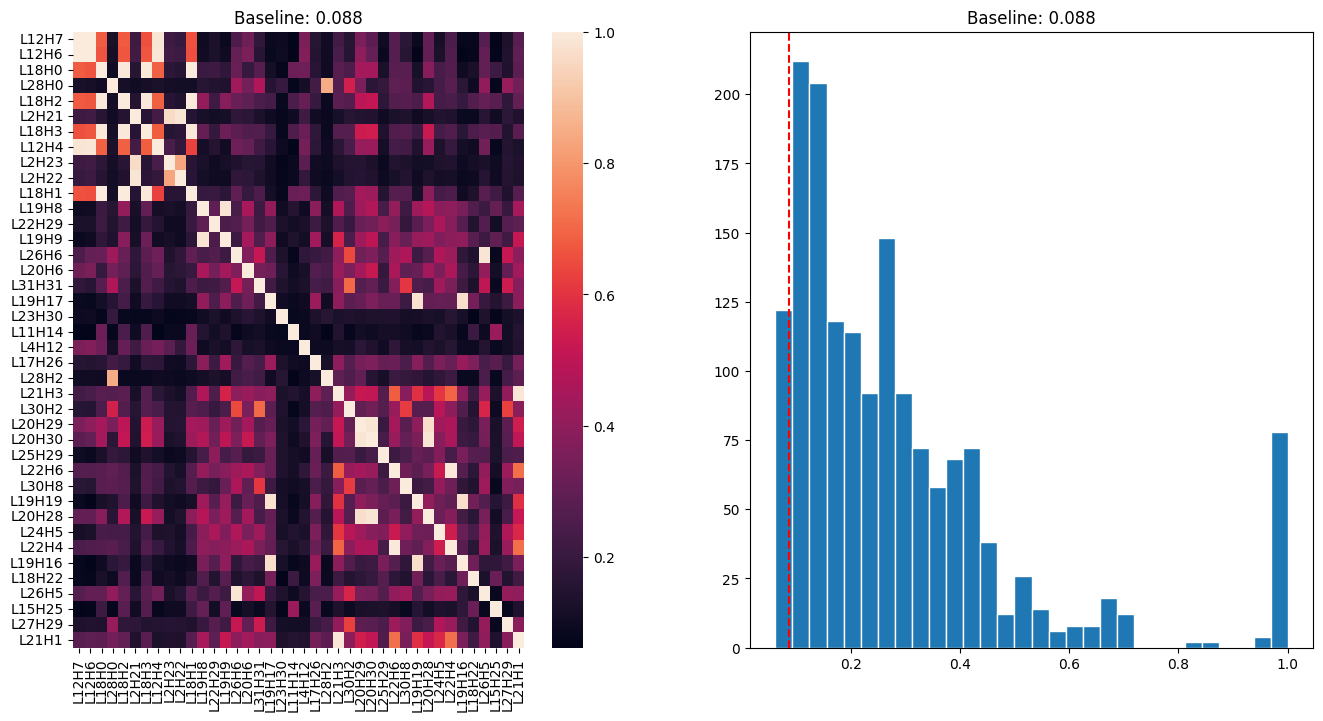 Baseline: 0.088
L12H7
L12H6
L18H0
L28H0
L18H2
L2H21
L18H3
L12H4
L2H23
L2H22
L18H1
L19H8
L22H29
L19H9
L26H6
L20H6
L31H31
L19H17
L23H30
L11H14
L4H12
L17H26
L28H2
L21H3
L30H2
L20H29
L20H30
L25H29
L22H6
L30H8
L19H19
L20H28
L24H5
L22H4
L19H16
L18H22
L26H5
L15H25
L27H29
L21H1
L12H7
L12H6
L18H0
L28H0
L18H2
L2H21
L18H3
L12H4
L2H23
L2H22
L18H1
L19H8
L22H29
L19H9
L26H6
L20H6
L31H31
L19H17
L23H30
L11H14
L4H12
L17H26
L28H2
L21H3
L30H2
L20H29
L20H30
L25H29
L22H6
L30H8
L19H19
L20H28
L24H5
L22H4
L19H16
L18H22
L26H5
L15H25
L27H29
L21H1
1.0
0.8
0.6
0.4
0.2
Baseline: 0.088
200
175
150
125
100
75
50
25
0
0.2
0.4
0.6
0.8
1.0